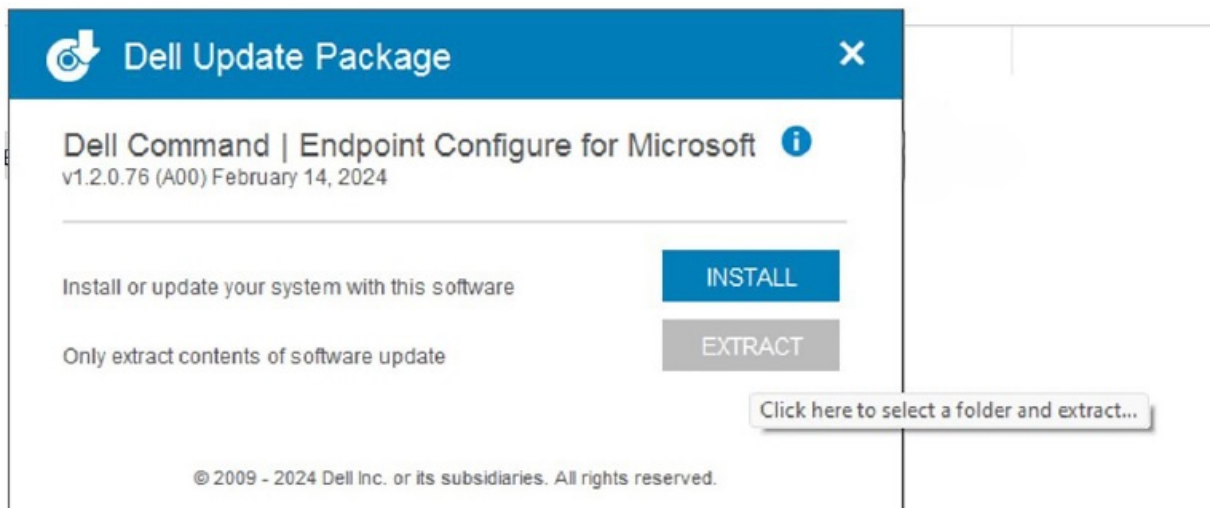 Dell Update Package
Dell Command | Endpoint Configure for Microsoft
v1.2.0.76 (A00) February 14, 2024
Install or update your system with this software
INSTALL
Only extract contents of software update
EXTRACT
Click here to select a folder and extract...
© 2009 - 2024 Dell Inc. or its subsidiaries. All rights reserved.